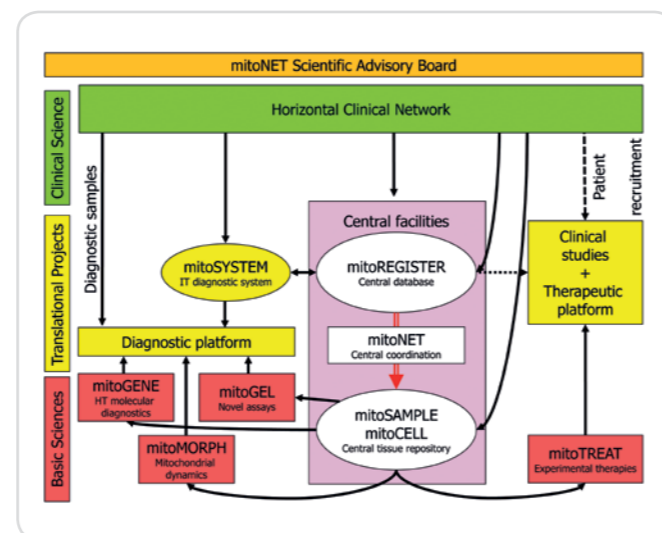 mitoNET Scientific Advisory Board
Clinical Science
Horizontal Clinical Network
Diagnostic samples
Patient
recruitment
Translational Projects
Central facilities
mitoSYSTEM
IT diagnostic system
mitoREGISTER
Central database
Clinical
studies
+
Therapeutic
platform
Diagnostic platform
mitoNET
Central coordination
Basic Sciences
mitoGENE
HT molecular
diagnostics
mitoGEL
Novel assays
mitoSAMPLE
mitoCELL
Central tissue repository
mitoMORPH
Mitochondrial
dynamics
mitoTREAT
Experimental therapies